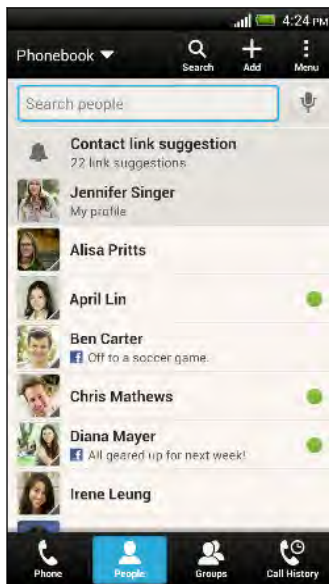 4:24 PM
Phonebook
Search
Add
Menu
Search people
Contact link suggestion
22 link suggestions
Jennifer Singer
My profile
Alisa Pritts
April Lin
Ben Carter
f Off to a soccer game.
Chris Mathews
Diana Mayer
f All geared up for next week!
Irene Leung
Phone
People
Groups
Call History